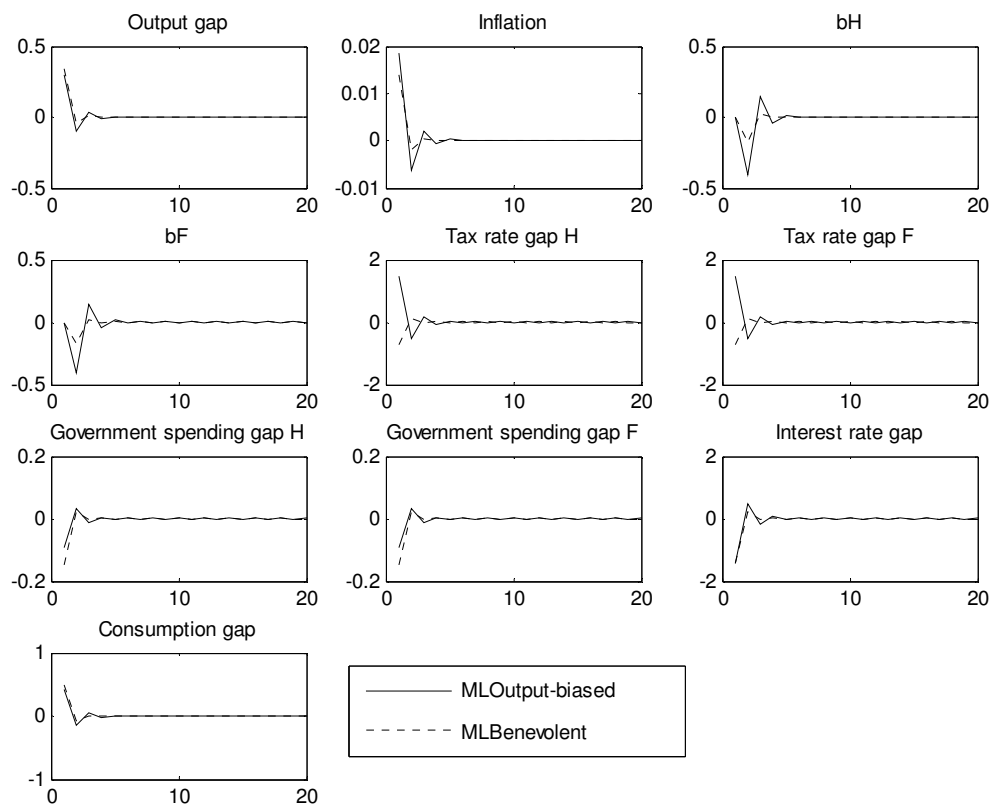 Output gap
Inflation
bH
0.5
0
-0.5
0 10 20
0.02
0.01
0
-0.01
0 10 20
0.5
0
-0.5
0 10 20
bF
Tax rate gap H
Tax rate gap F
0.5
0
-0.5
0 10 20
2
0
-2
0 10 20
2
0
-2
0 10 20
Government spending gap H
Government spending gap F
Interest rate gap
0.2
0
-0.2
0 10 20
0.2
0
-0.2
0 10 20
2
0
-2
0 10 20
Consumption gap
1
0
-1
0 10 20
MLOutput-biased
MLBenevolent